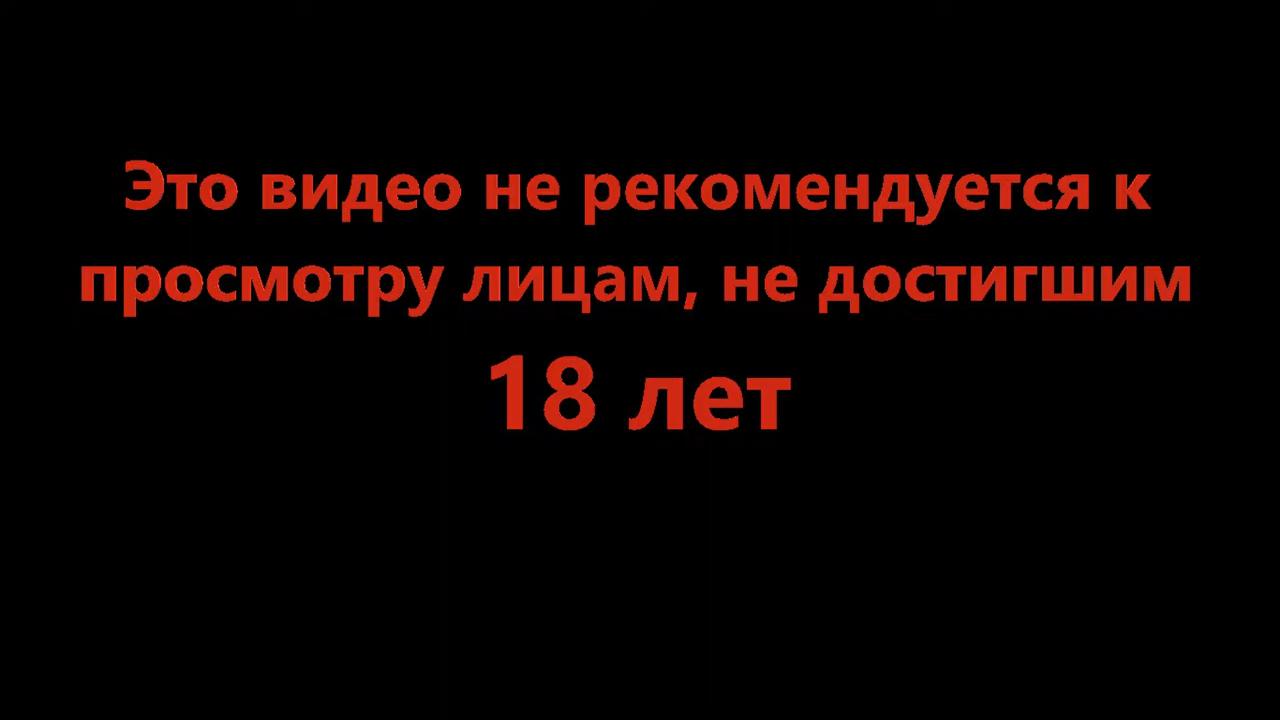 Это видео не рекомендуется к
просмотру лицам, не достигшим
18 лет